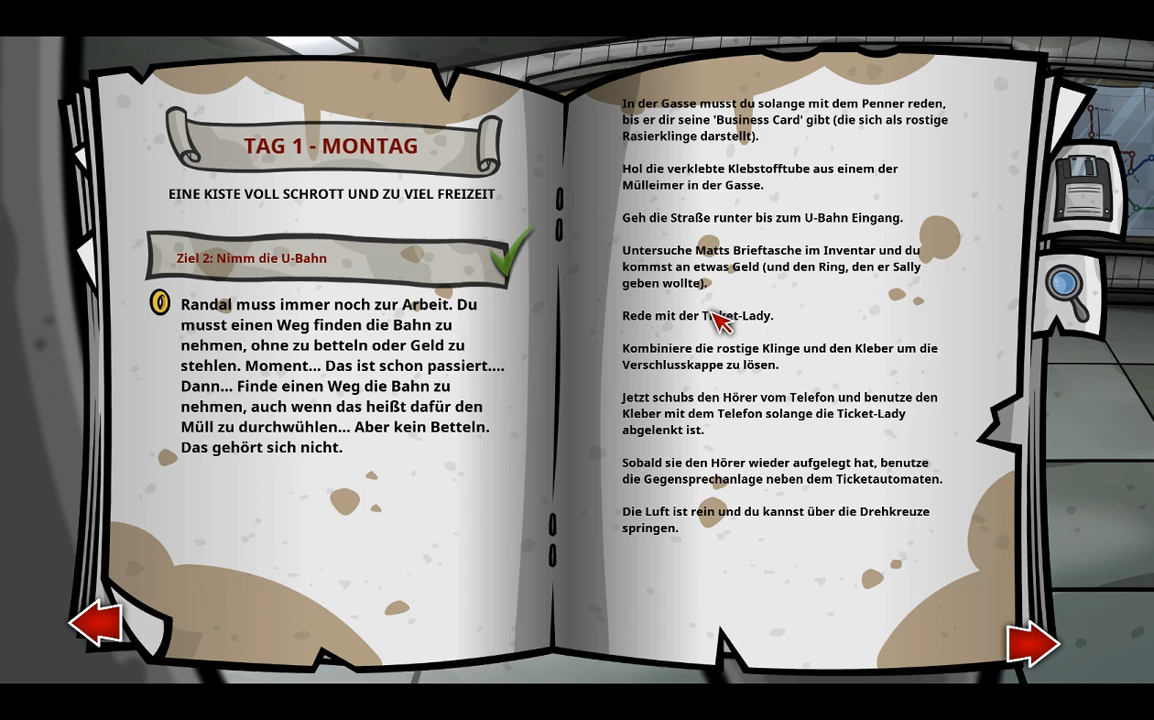 TAG 1 - MONTAG
EINE KISTE VOLL SCHROTT UND ZU VIEL FREIZEIT
Ziel 2: Nimm die U-Bahn
Randal muss immer noch zur Arbeit. Du
musst einen Weg finden die Bahn zu
nehmen, ohne zu betteln oder Geld zu
stehlen. Moment... Das ist schon passiert....
Dann... Finde einen Weg die Bahn zu
nehmen, auch wenn das heißt dafür den
Müll zu durchwühlen... Aber kein Betteln.
Das gehört sich nicht.
In der Gasse musst du solange mit dem Penner reden,
bis er dir seine 'Business Card' gibt (die sich als rostige
Rasierklinge darstellt).
Hol die verklebte Klebstofftube aus einem der
Mülleimer in der Gasse.
Geh die Straße runter bis zum U-Bahn Eingang.
Untersuche Matts Brieftasche im Inventar und du
kommst an etwas Geld (und den Ring, den er Sally
geben wollte).
Rede mit der Ticket-Lady.
Kombiniere die rostige Klinge und den Kleber um die
Verschlusskappe zu lösen.
Jetzt schubs den Hörer vom Telefon und benutze den
Kleber mit dem Telefon solange die Ticket-Lady
abgelenkt ist.
Sobald sie den Hörer wieder aufgelegt hat, benutze
die Gegensprechanlage neben dem Ticketautomaten.
Die Luft ist rein und du kannst über die Drehkreuze
springen.